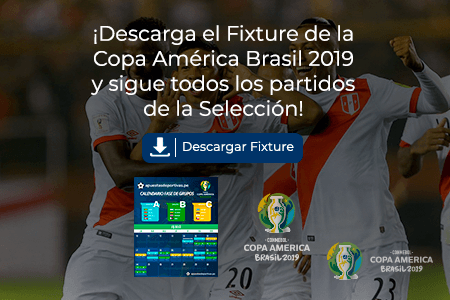 ¡Descarga el Fixture de la
Copa América Brasil 2019
y sigue todos los partidos
de la Selección!
Descargar Fixture
apuestasdeportivas.pe
CALENDARIO FASE DE GRUPOS
A B C
20
CONMEBOL
COPA AMERICA
BRASIL 2019
CONMEBOL
COPA AMERICA
BRASIL 2019